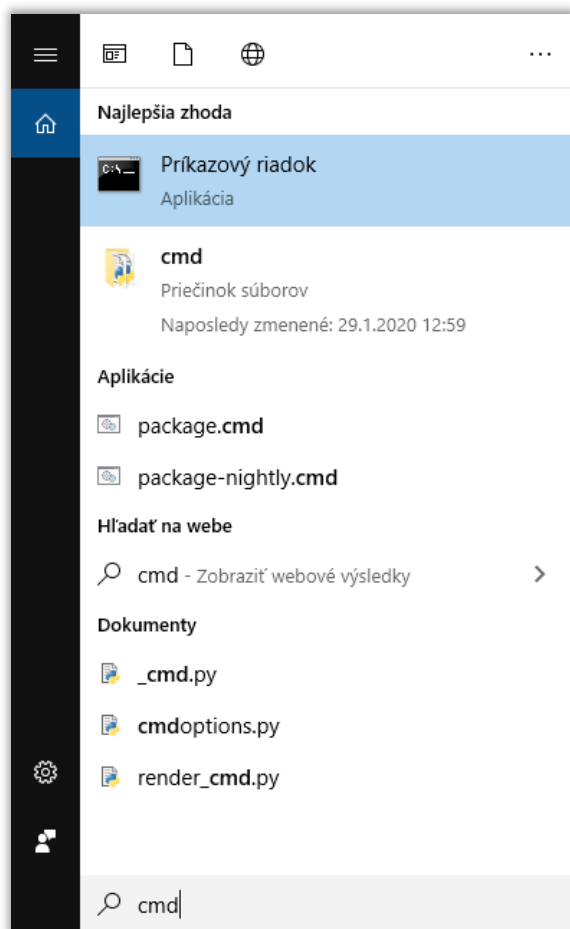 Najlepšia zhoda
C:\_
Príkazový riadok
Aplikácia
cmd
Priečinok súborov
Naposledy zmenené: 29.1.2020 12:59
Aplikácie
package.cmd
package-nightly.cmd
Hľadať na webe
cmd - Zobraziť webové výsledky
Dokumenty
_cmd.py
cmdoptions.py
render_cmd.py
cmd